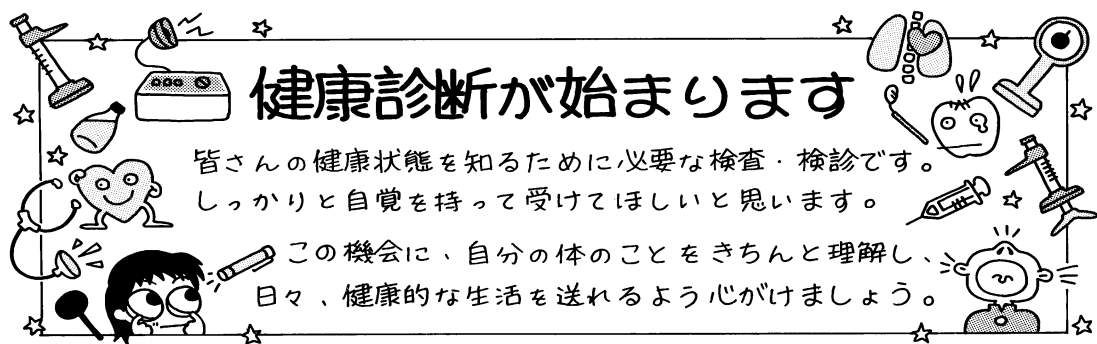 健康診断が始まります
皆さんの健康状態を知るために必要な検査・検診です。
しっかりと自覚を持って受けてほしいと思います。
この機会に、自分の体のことをきちんと理解し、
日々、健康的な生活を送れるよう心がけましょう。